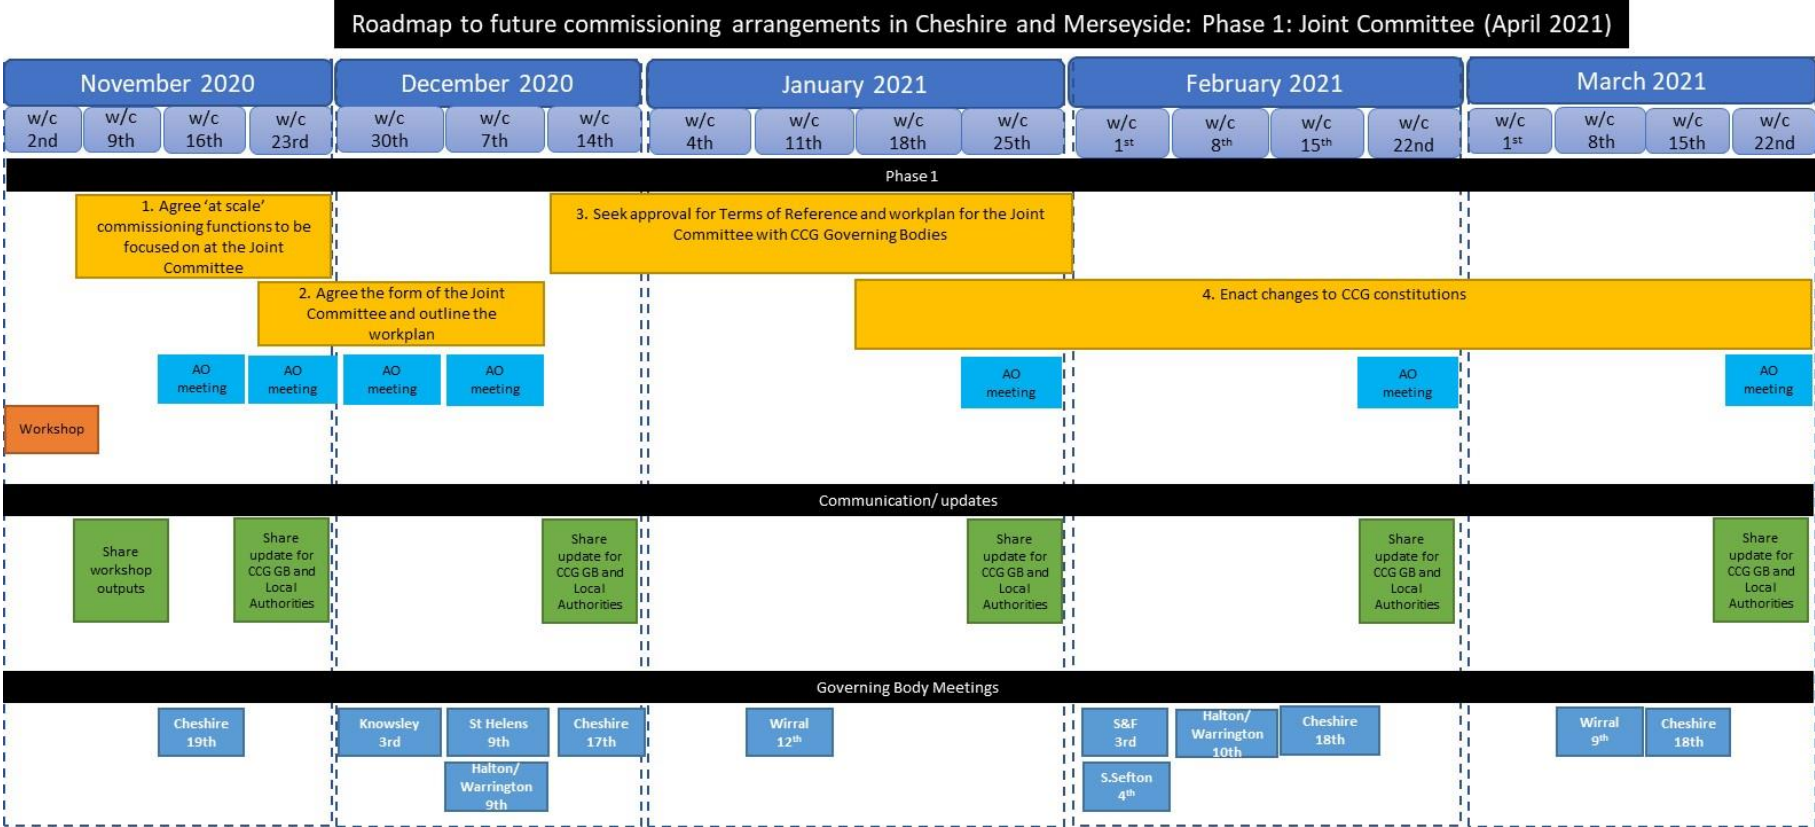 Roadmap to future commissioning arrangements in Cheshire and Merseyside: Phase 1: Joint Committee (April 2021)
November 2020
December 2020
January 2021
February 2021
March 2021
w/c
2nd
w/c
9th
w/c
16th
w/c
23rd
w/c
30th
w/c
7th
w/c
14th
w/c
4th
w/c
11th
w/c
18th
w/c
25th
w/c
1st
w/c
8th
w/c
15th
w/c
22nd
w/c
1st
w/c
8th
w/c
15th
w/c
22nd
Phase 1
1. Agree ‘at scale’
commissioning functions to be
focused on at the Joint
Committee
3. Seek approval for Terms of Reference and workplan for the Joint
Committee with CCG Governing Bodies
2. Agree the form of the Joint
Committee and outline the
workplan
4. Enact changes to CCG constitutions
AO
meeting
AO
meeting
AO
meeting
AO
meeting
AO
meeting
AO
meeting
AO
meeting
Workshop
Communication/ updates
Share
workshop
outputs
Share
update for
CCG GB and
Local
Authorities
Share
update for
CCG GB and
Local
Authorities
Share
update for
CCG GB and
Local
Authorities
Share
update for
CCG GB and
Local
Authorities
Share
update for
CCG GB and
Local
Authorities
Governing Body Meetings
Cheshire
19th
Knowsley
3rd
St Helens
9th
Cheshire
17th
Wirral
12th
S&F
3rd
Halton/
Warrington
10th
Cheshire
18th
Wirral
9th
Cheshire
18th
Halton/
Warrington
9th
S.Sefton
4th